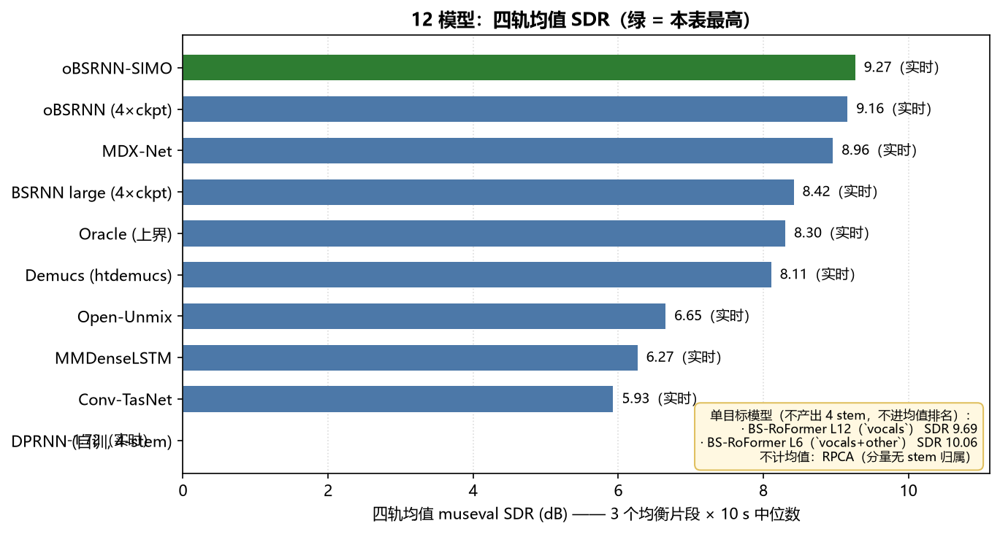 12 模型：四轨均值 SDR（绿 = 本表最高）
oBSRNN-SIMO
9.27（实时）
oBSRNN (4×ckpt)
9.16（实时）
MDX-Net
8.96（实时）
BSRNN large (4×ckpt)
8.42（实时）
Oracle (上界)
8.30（实时）
Demucs (htdemucs)
8.11（实时）
Open-Unmix
6.65（实时）
MMDenseLSTM
6.27（实时）
Conv-TasNet
5.93（实时）
DPRNN (自训, 4-stem)
（实时）
单目标模型（不产出 4 stem，不进均值排名）：
· BS-RoFormer L12（`vocals`） SDR 9.69
· BS-RoFormer L6（`vocals+other`） SDR 10.06
不计均值：RPCA（分量无 stem 归属）
0 2 4 6 8 10
四轨均值 museval SDR (dB) —— 3 个均衡片段 × 10 s 中位数